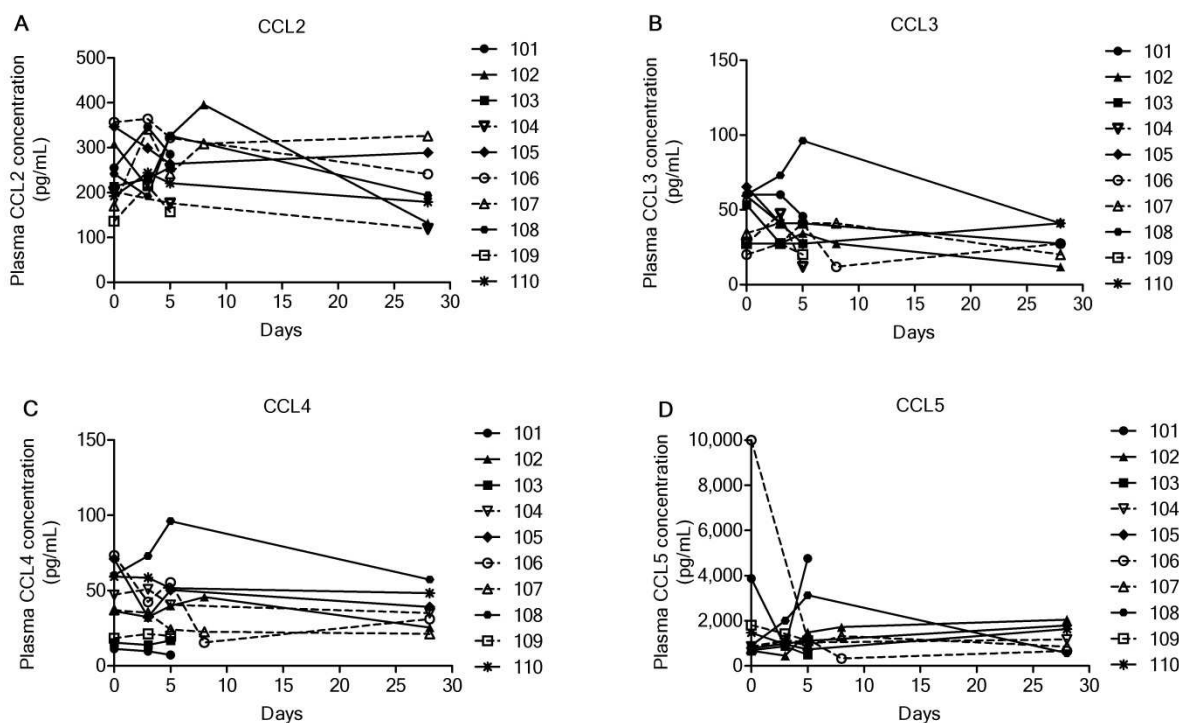 A
CCL2
Plasma CCL2 concentration
(pg/mL)
500
400
300
200
100
0
0 5 10 15 20 25 30
Days
101
102
103
104
105
106
107
108
109
110
B
CCL3
Plasma CCL3 concentration
(pg/mL)
150
100
50
0
0 5 10 15 20 25 30
Days
101
102
103
104
105
106
107
108
109
110
C
CCL4
Plasma CCL4 concentration
(pg/mL)
150
100
50
0
0 5 10 15 20 25 30
Days
101
102
103
104
105
106
107
108
109
110
D
CCL5
Plasma CCL5 concentration
(pg/mL)
10,000
8,000
6,000
4,000
2,000
0
0 5 10 15 20 25 30
Days
101
102
103
104
105
106
107
108
109
110